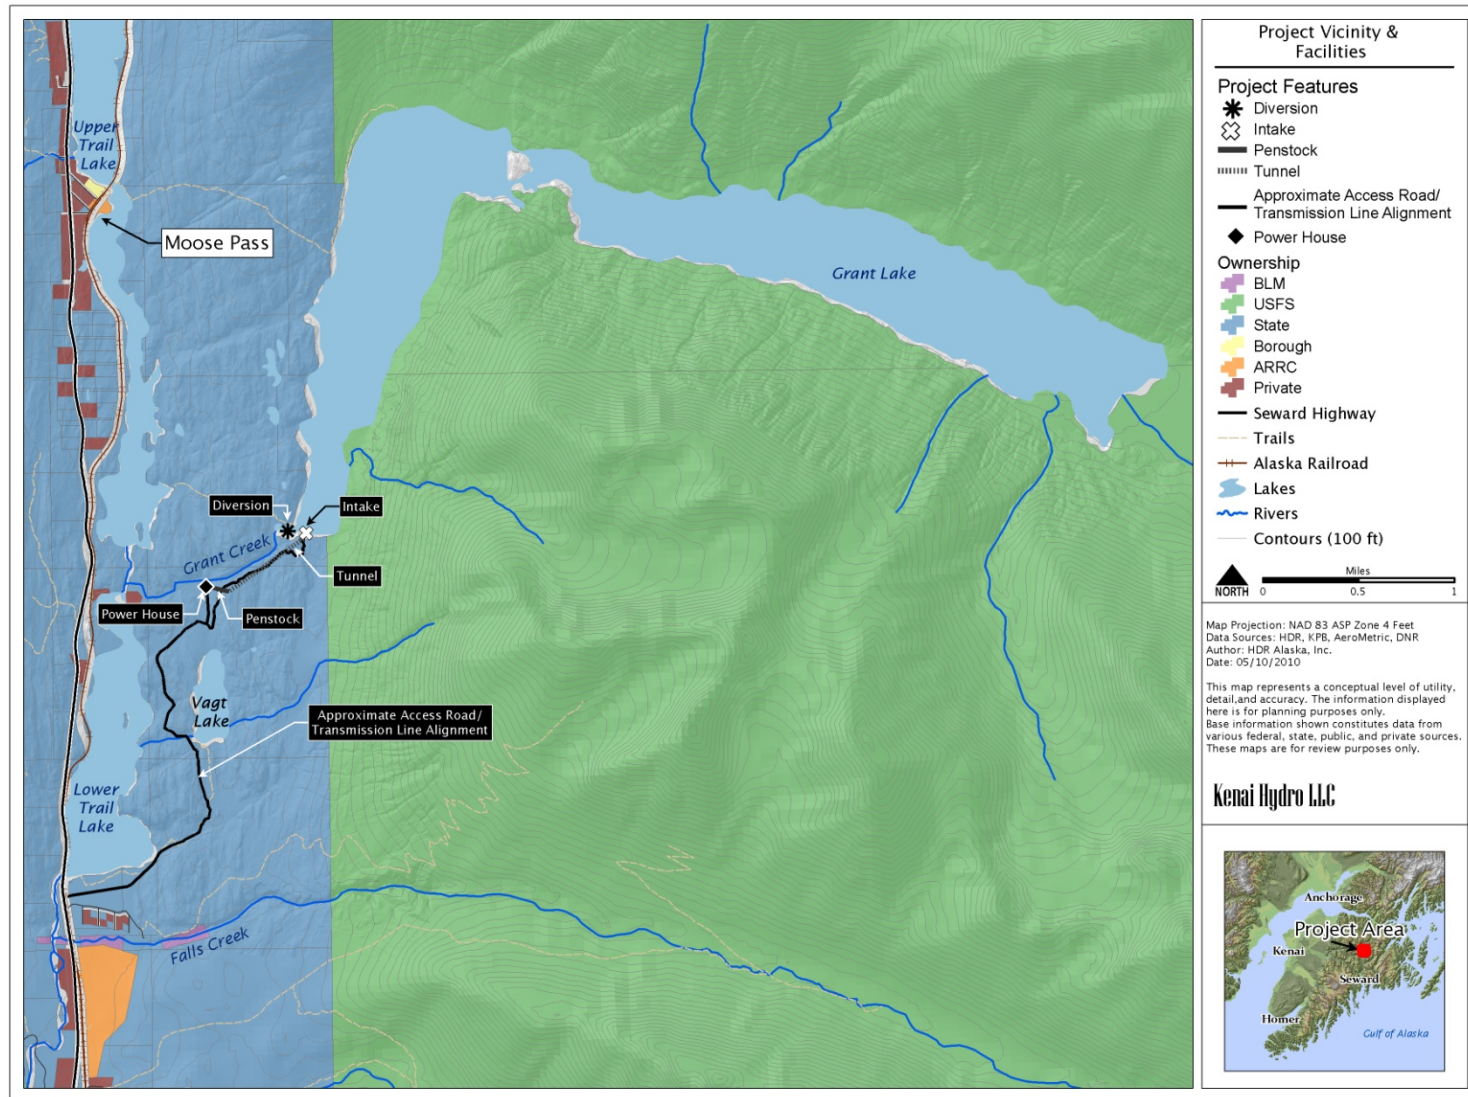 Upper
Trail
Lake
Moose Pass
Grant Lake
Diversion
Intake
Grant Creek
Tunnel
Power House
Penstock
Vagt
Lake
Approximate Access Road/
Transmission Line Alignment
Lower
Trail
Lake
Falls Creek
Project Vicinity &
Facilities
Project Features
Diversion
Intake
Penstock
Tunnel
Approximate Access Road/
Transmission Line Alignment
Power House
Ownership
BLM
USFS
State
Borough
ARRC
Private
Seward Highway
Trails
Alaska Railroad
Lakes
Rivers
Contours (100 ft)
Miles
NORTH 0 0.5 1
Map Projection: NAD 83 ASP Zone 4 Feet
Data Sources: HDR, KPB, AeroMetric, DNR
Author: HDR Alaska, Inc.
Date: 05/10/2010
This map represents a conceptual level of utility,
detail,and accuracy. The information displayed
here is for planning purposes only.
Base information shown constitutes data from
various federal, state, public, and private sources.
These maps are for review purposes only.
Kenai Hydro LLC
Anchorage
Project Area
Kenai
Seward
Homer
Gulf of Alaska